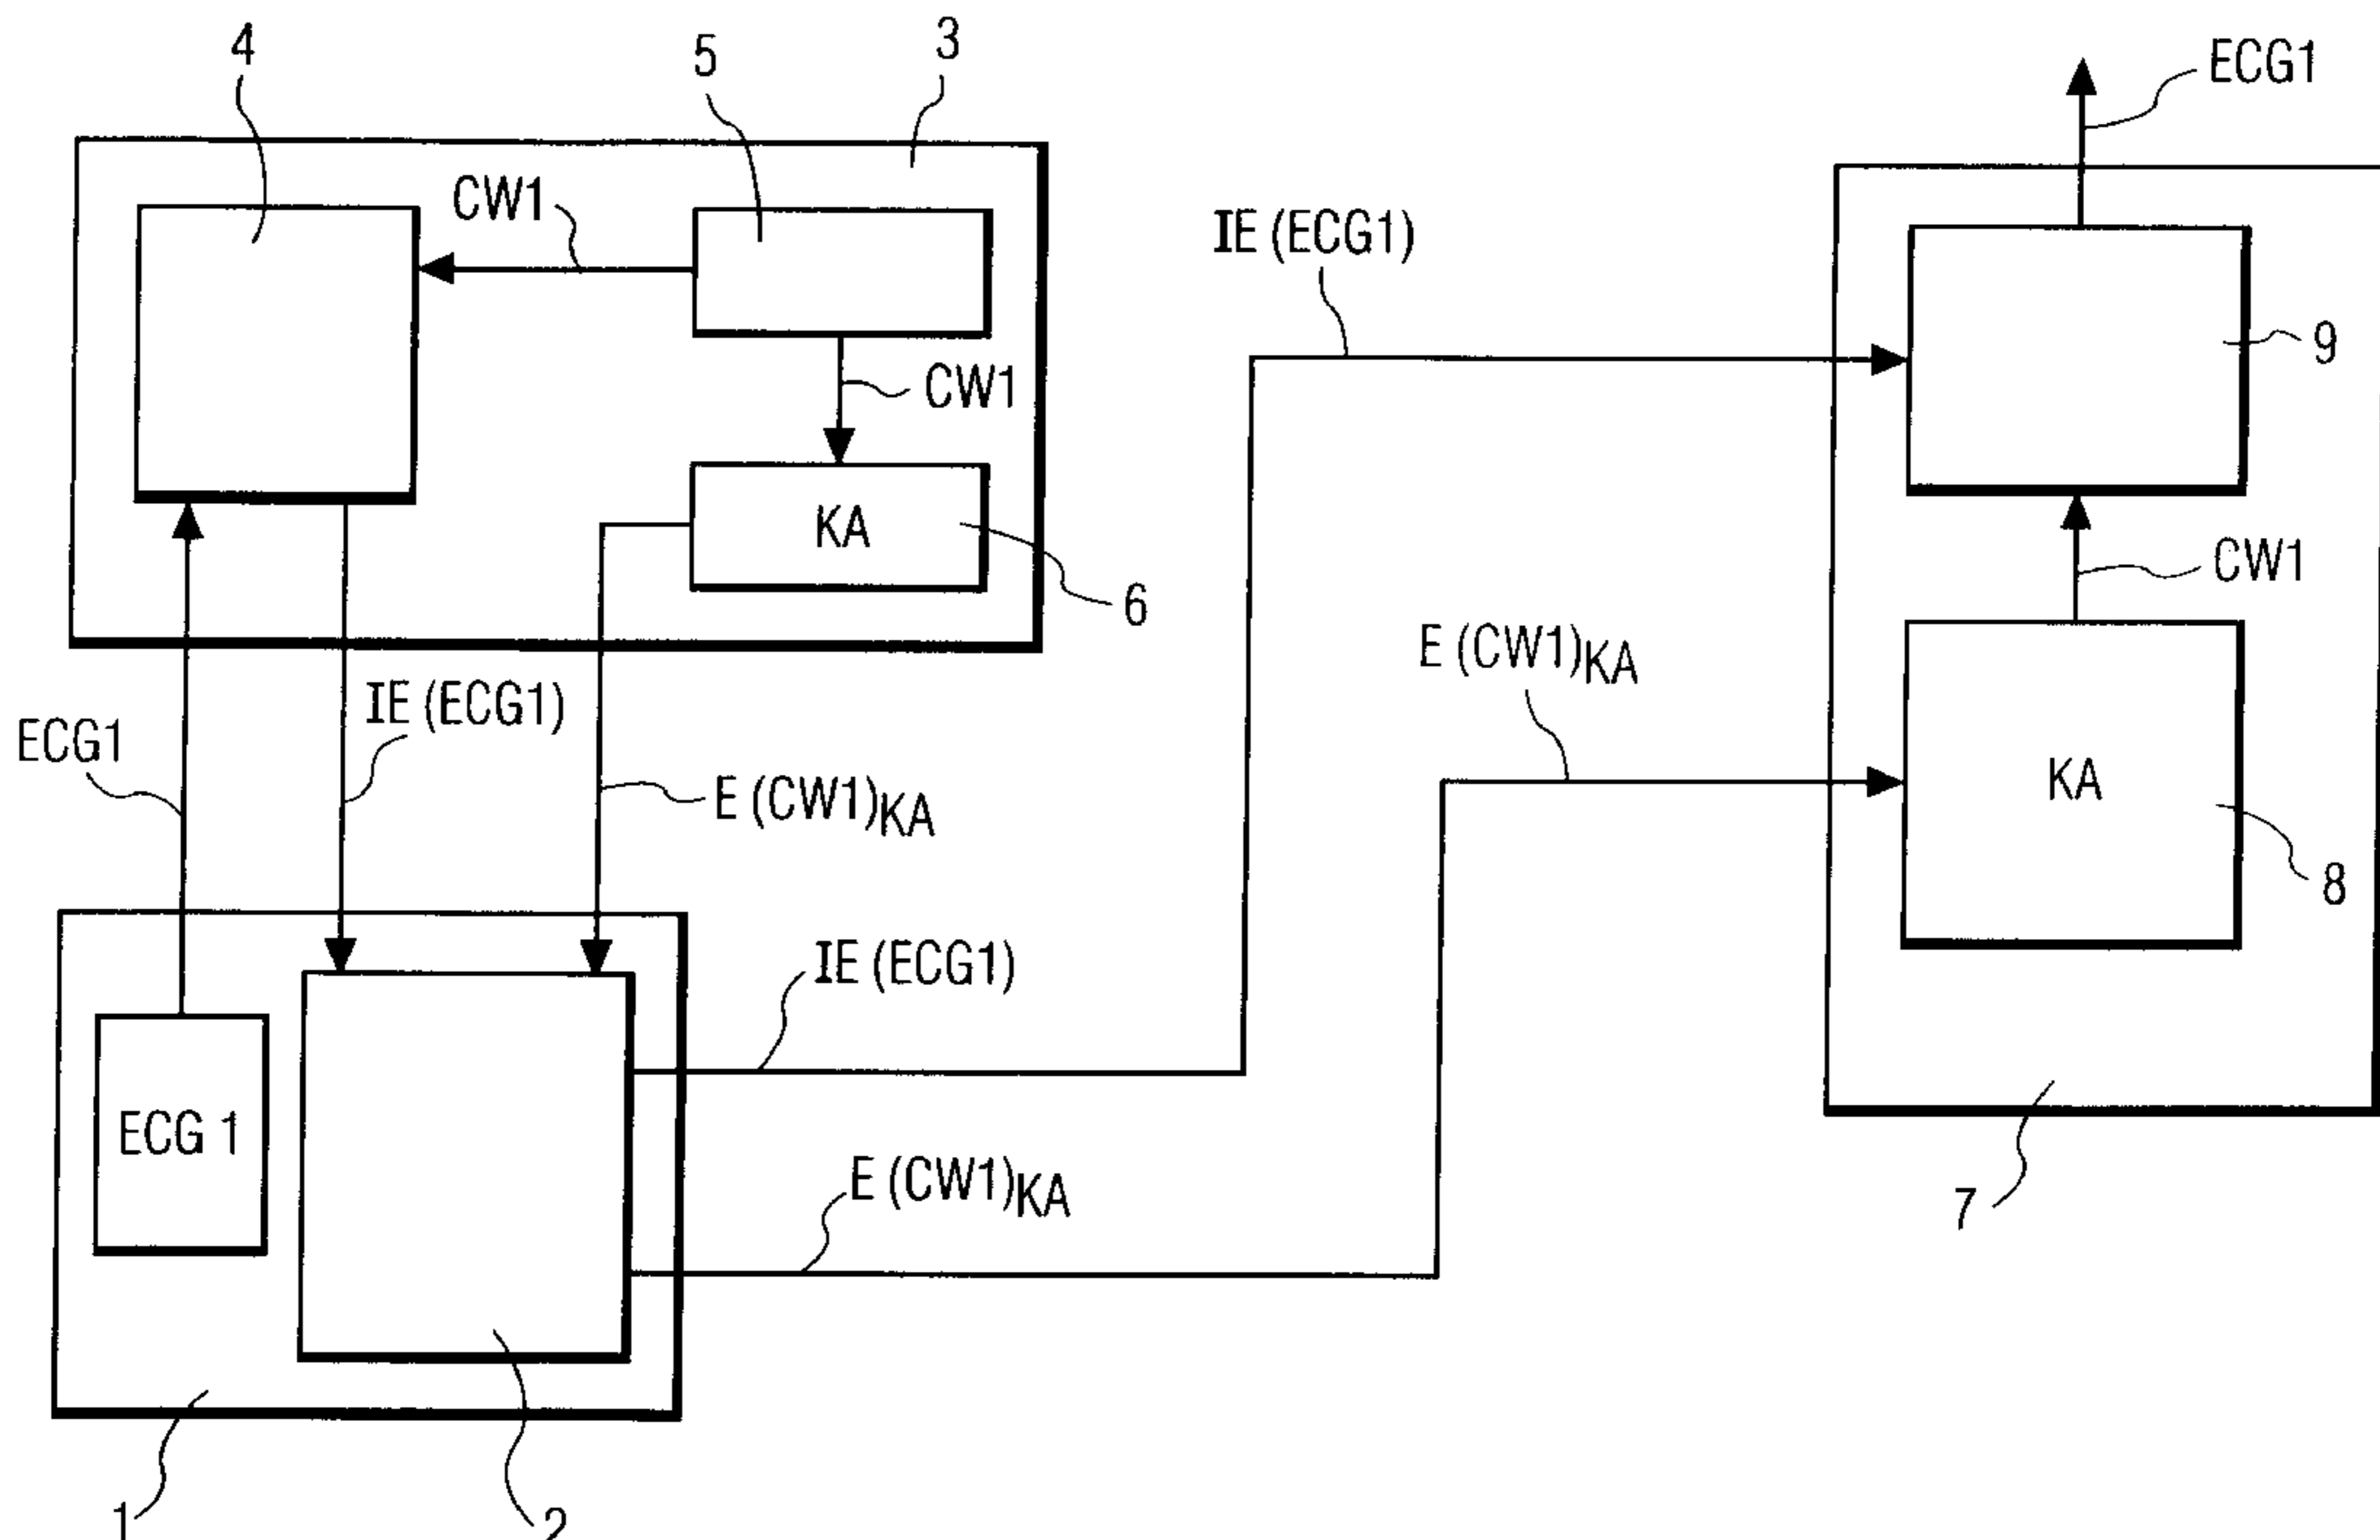 4
5
3
ECG1
CW1
IE (ECG1)
9
CW1
KA
6
CW1
E (CW1)KA
IE (ECG1)
ECG1
E (CW1)KA
KA
8
IE (ECG1)
ECG 1
E (CW1)KA
7
1
2